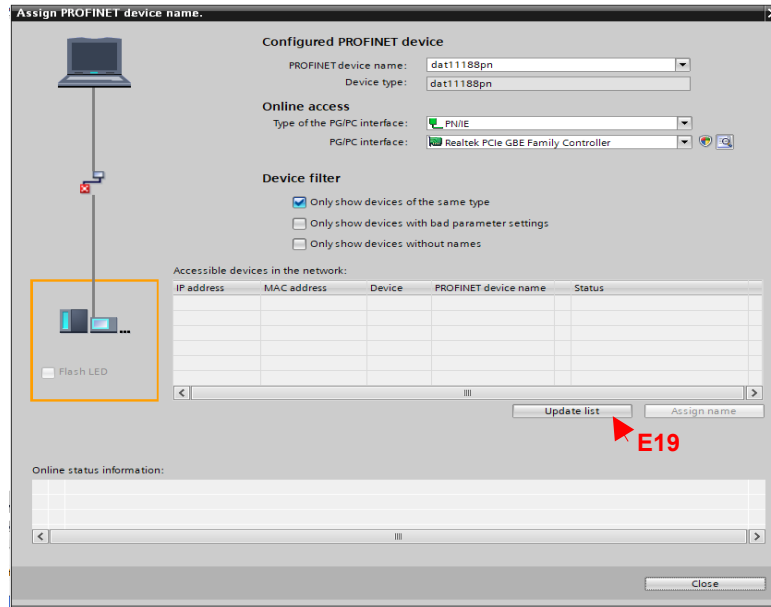 Assign PROFINET device name.
Configured PROFINET device
PROFINET device name: dat11188pn
Device type: dat11188pn
Online access
Type of the PG/PC interface: PN/IE
PG/PC interface: Realtek PCIe GBE Family Controller
Device filter
Only show devices of the same type
Only show devices with bad parameter settings
Only show devices without names
Accessible devices in the network:
IP address MAC address Device PROFINET device name Status
...
Flash LED
Update list Assign name
E19
Online status information:
Close